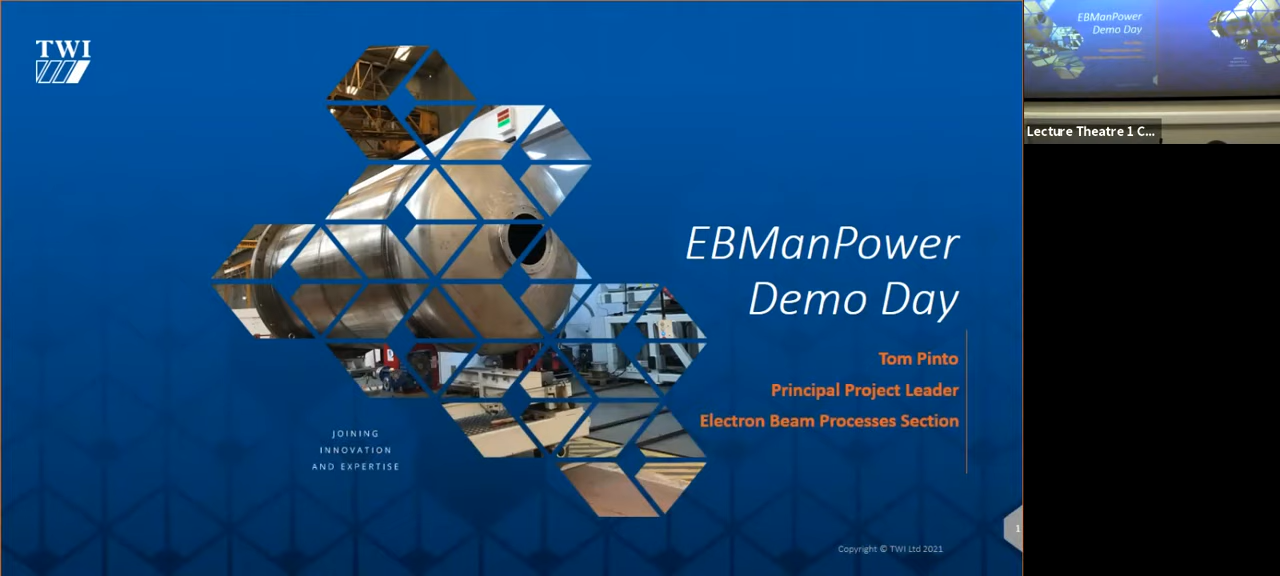 TWI
EBManPower
Demo Day
Tom Pinto
Principal Project Leader
Electron Beam Processes Section
JOINING
INNOVATION
AND EXPERTISE
Copyright © TWI Ltd 2021
1
EBManPower
Demo Day
Lecture Theatre 1 C...